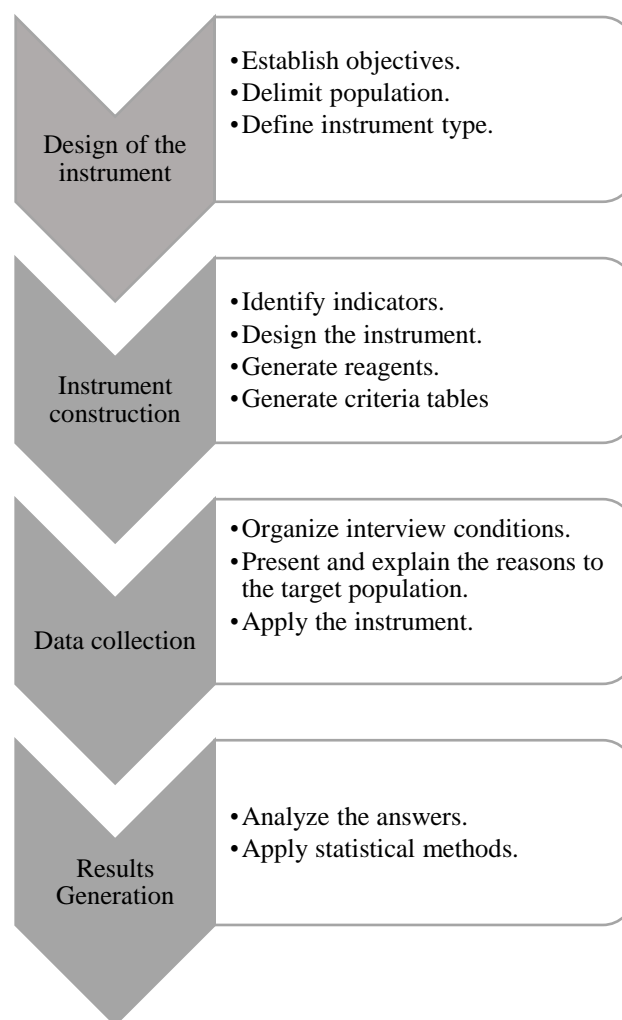 Design of the
instrument
•Establish objectives.
•Delimit population.
•Define instrument type.
Instrument
construction
•Identify indicators.
•Design the instrument.
•Generate reagents.
•Generate criteria tables
Data collection
•Organize interview conditions.
•Present and explain the reasons to
the target population.
•Apply the instrument.
Results
Generation
•Analyze the answers.
•Apply statistical methods.